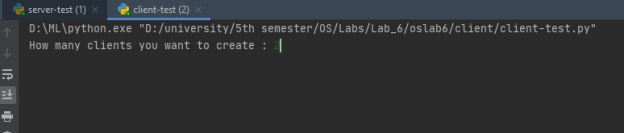 server-test (1) × client-test (2) ×
D:\ML\python.exe "D:/university/5th semester/OS/Labs/Lab_6/oslab6/client/client-test.py"
How many clients you want to create : 2